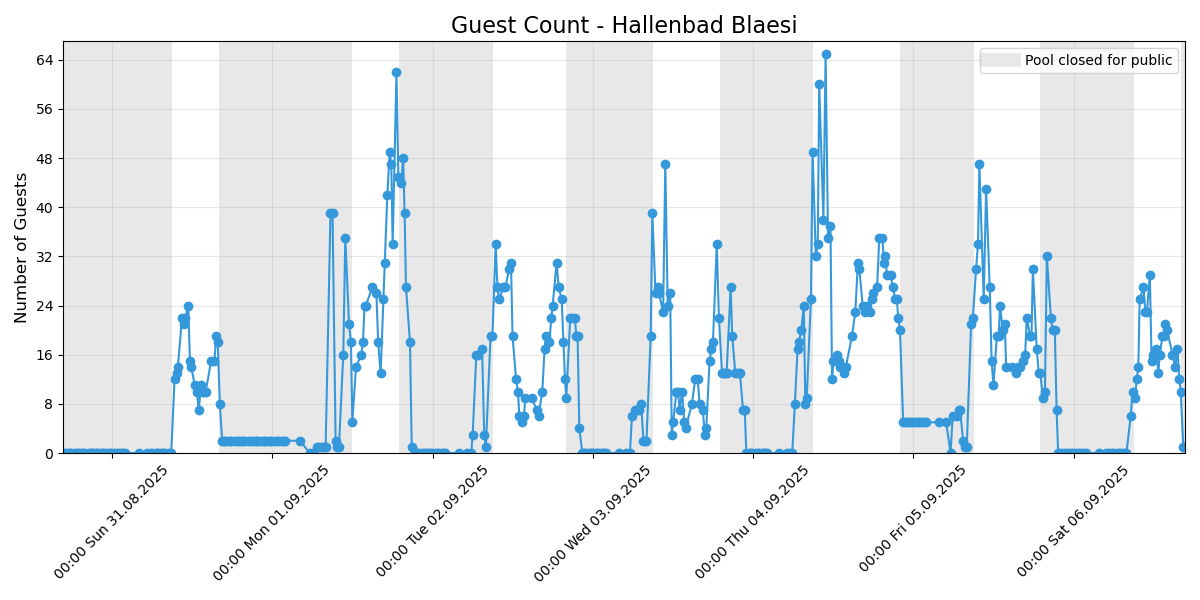 Guest Count - Hallenbad Blaesi
Pool closed for public
Number of Guests
64
56
48
40
32
24
16
8
0
00:00 Sun 31.08.2025
00:00 Mon 01.09.2025
00:00 Tue 02.09.2025
00:00 Wed 03.09.2025
00:00 Thu 04.09.2025
00:00 Fri 05.09.2025
00:00 Sat 06.09.2025